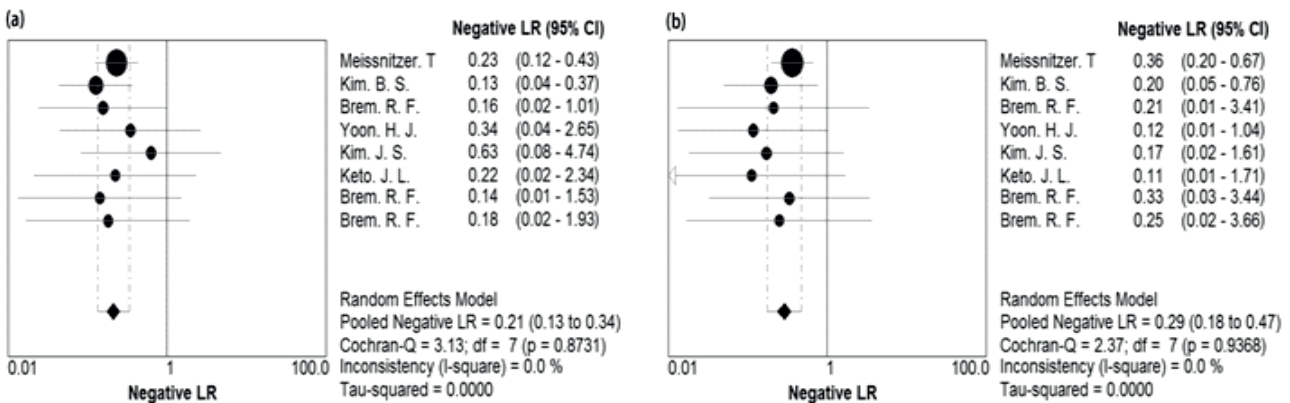 (a)
Negative LR (95% CI)
Meissnitzer. T 0.23 (0.12 - 0.43)
Kim. B. S. 0.13 (0.04 - 0.37)
Brem. R. F. 0.16 (0.02 - 1.01)
Yoon. H. J. 0.34 (0.04 - 2.65)
Kim. J. S. 0.63 (0.08 - 4.74)
Keto. J. L. 0.22 (0.02 - 2.34)
Brem. R. F. 0.14 (0.01 - 1.53)
Brem. R. F. 0.18 (0.02 - 1.93)
Random Effects Model
Pooled Negative LR = 0.21 (0.13 to 0.34)
Cochran-Q = 3.13; df = 7 (p = 0.8731)
Inconsistency (I-square) = 0.0 %
Tau-squared = 0.0000
0.01 1 100.0
Negative LR
(b)
Negative LR (95% CI)
Meissnitzer. T 0.36 (0.20 - 0.67)
Kim. B. S. 0.20 (0.05 - 0.76)
Brem. R. F. 0.21 (0.01 - 3.41)
Yoon. H. J. 0.12 (0.01 - 1.04)
Kim. J. S. 0.17 (0.02 - 1.61)
Keto. J. L. 0.11 (0.01 - 1.71)
Brem. R. F. 0.33 (0.03 - 3.44)
Brem. R. F. 0.25 (0.02 - 3.66)
Random Effects Model
Pooled Negative LR = 0.29 (0.18 to 0.47)
Cochran-Q = 2.37; df = 7 (p = 0.9368)
Inconsistency (I-square) = 0.0 %
Tau-squared = 0.0000
0.01 1 100.0
Negative LR